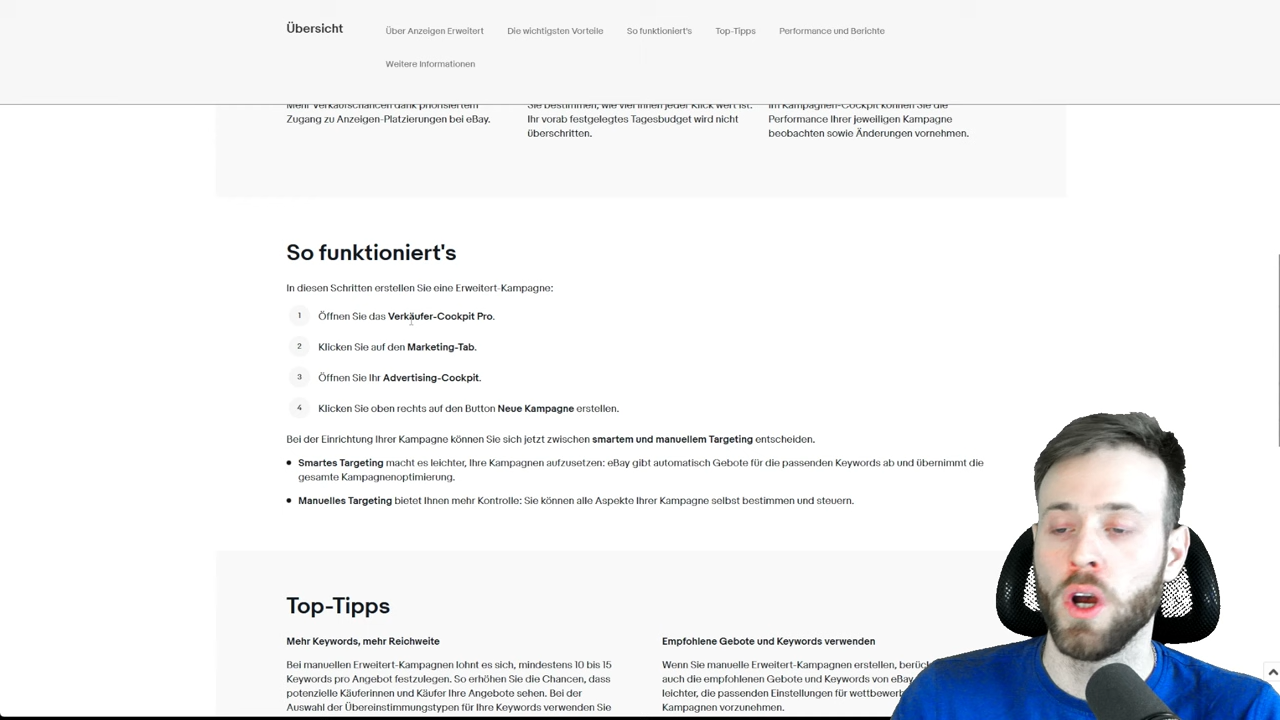 Übersicht
Über Anzeigen Erweitert
Die wichtigsten Vorteile
So funktioniert's
Top-Tipps
Performance und Berichte
Weitere Informationen
Mehr Verkaufschancen dank priorisiertem
Zugang zu Anzeigen-Platzierungen bei eBay.
Sie bestimmen, wie viel Ihnen jeder Klick wert ist.
Ihr vorab festgelegtes Tagesbudget wird nicht
überschritten.
Im Kampagnen-Cockpit können Sie die
Performance Ihrer jeweiligen Kampagne
beobachten sowie Änderungen vornehmen.
So funktioniert's
In diesen Schritten erstellen Sie eine Erweitert-Kampagne:
1 Öffnen Sie das Verkäufer-Cockpit Pro.
2 Klicken Sie auf den Marketing-Tab.
3 Öffnen Sie Ihr Advertising-Cockpit.
4 Klicken Sie oben rechts auf den Button Neue Kampagne erstellen.
Bei der Einrichtung Ihrer Kampagne können Sie sich jetzt zwischen smartem und manuellem Targeting entscheiden.
Smartes Targeting macht es leichter, Ihre Kampagnen aufzusetzen: eBay gibt automatisch Gebote für die passenden Keywords ab und übernimmt die
gesamte Kampagnenoptimierung.
Manuelles Targeting bietet Ihnen mehr Kontrolle: Sie können alle Aspekte Ihrer Kampagne selbst bestimmen und steuern.
Top-Tipps
Mehr Keywords, mehr Reichweite
Bei manuellen Erweitert-Kampagnen lohnt es sich, mindestens 10 bis 15
Keywords pro Angebot festzulegen. So erhöhen Sie die Chancen, dass
potenzielle Käuferinnen und Käufer Ihre Angebote sehen. Bei der
Auswahl der Übereinstimmungstypen für Ihre Keywords verwenden Sie
Empfohlene Gebote und Keywords verwenden
Wenn Sie manuelle Erweitert-Kampagnen erstellen,
auch die empfohlenen Gebote und Keywords von eBay
leichter, die passenden Einstellungen für
Kampagnen vorzunehmen.